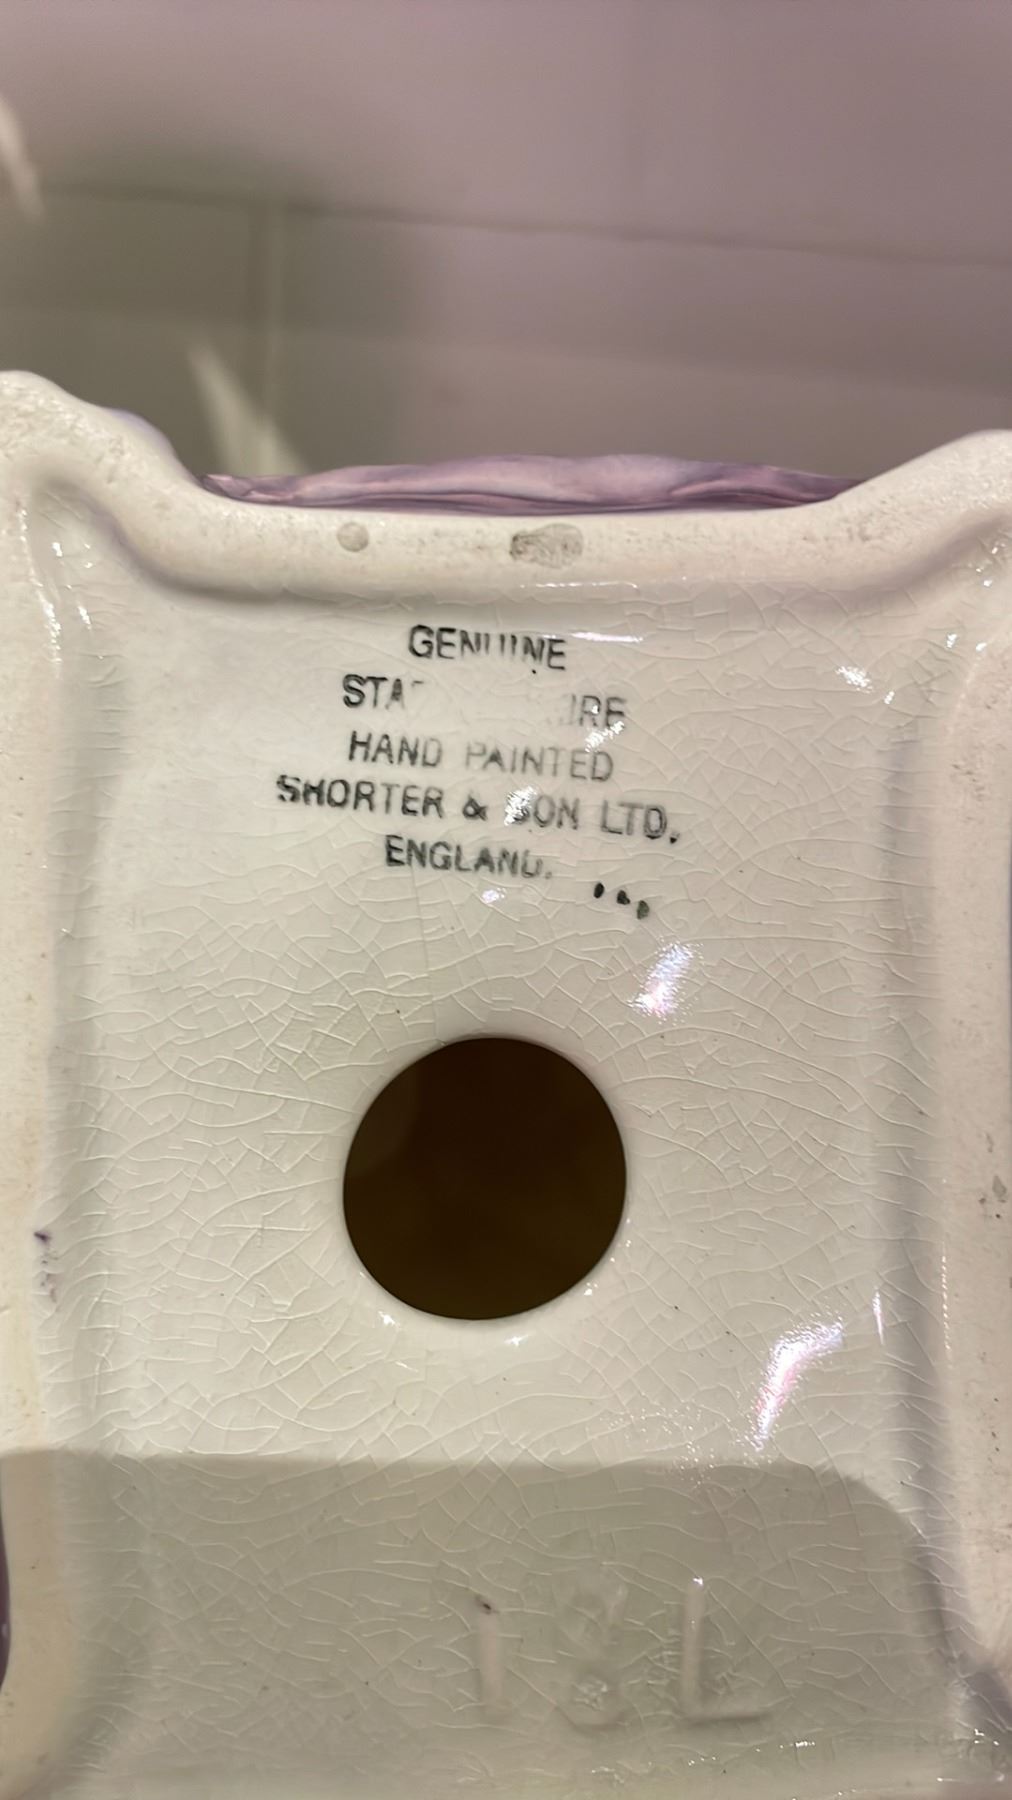 GENUINE
HAND PAINTED
SHORTER & SON LTD.
ENGLAND.